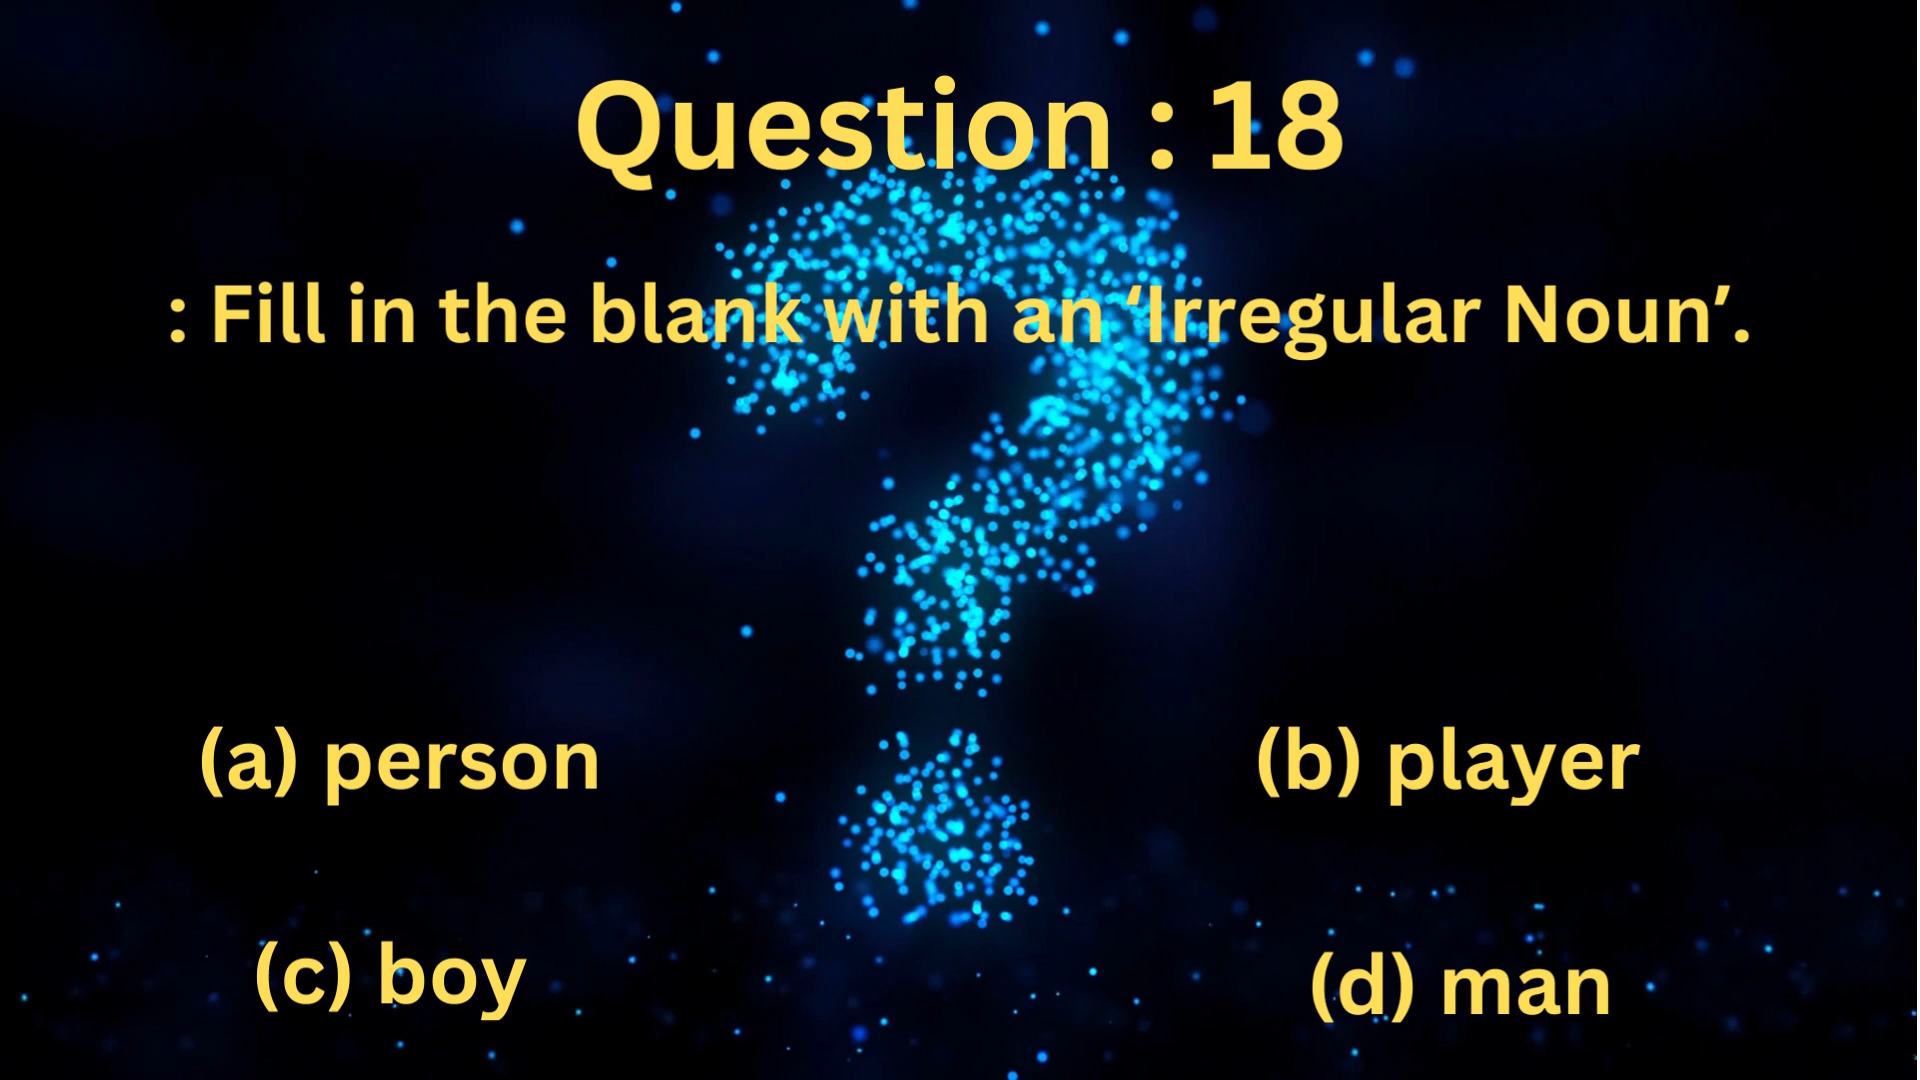 Question : 18
: Fill in the blank with an ‘Irregular Noun’.
(a) person
(b) player
(c) boy
(d) man